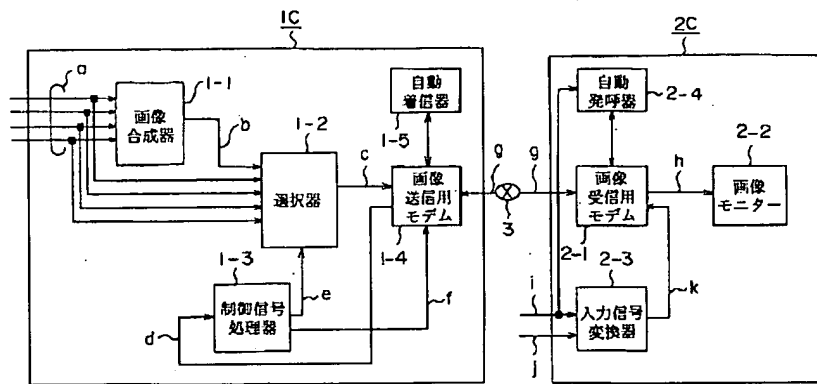 1C
2C
a
1-1
画像
合成器
b
1-2
選択器
c
自動
着信器
1-5
画像
送信用
モデム
1-4
1-3
制御信号
処理器
d
e
f
g
3
g
自動
発呼器
2-4
画像
受信用
モデム
2-1
h
2-2
画像
モニター
2-3
入力信号
変換器
i
j
k